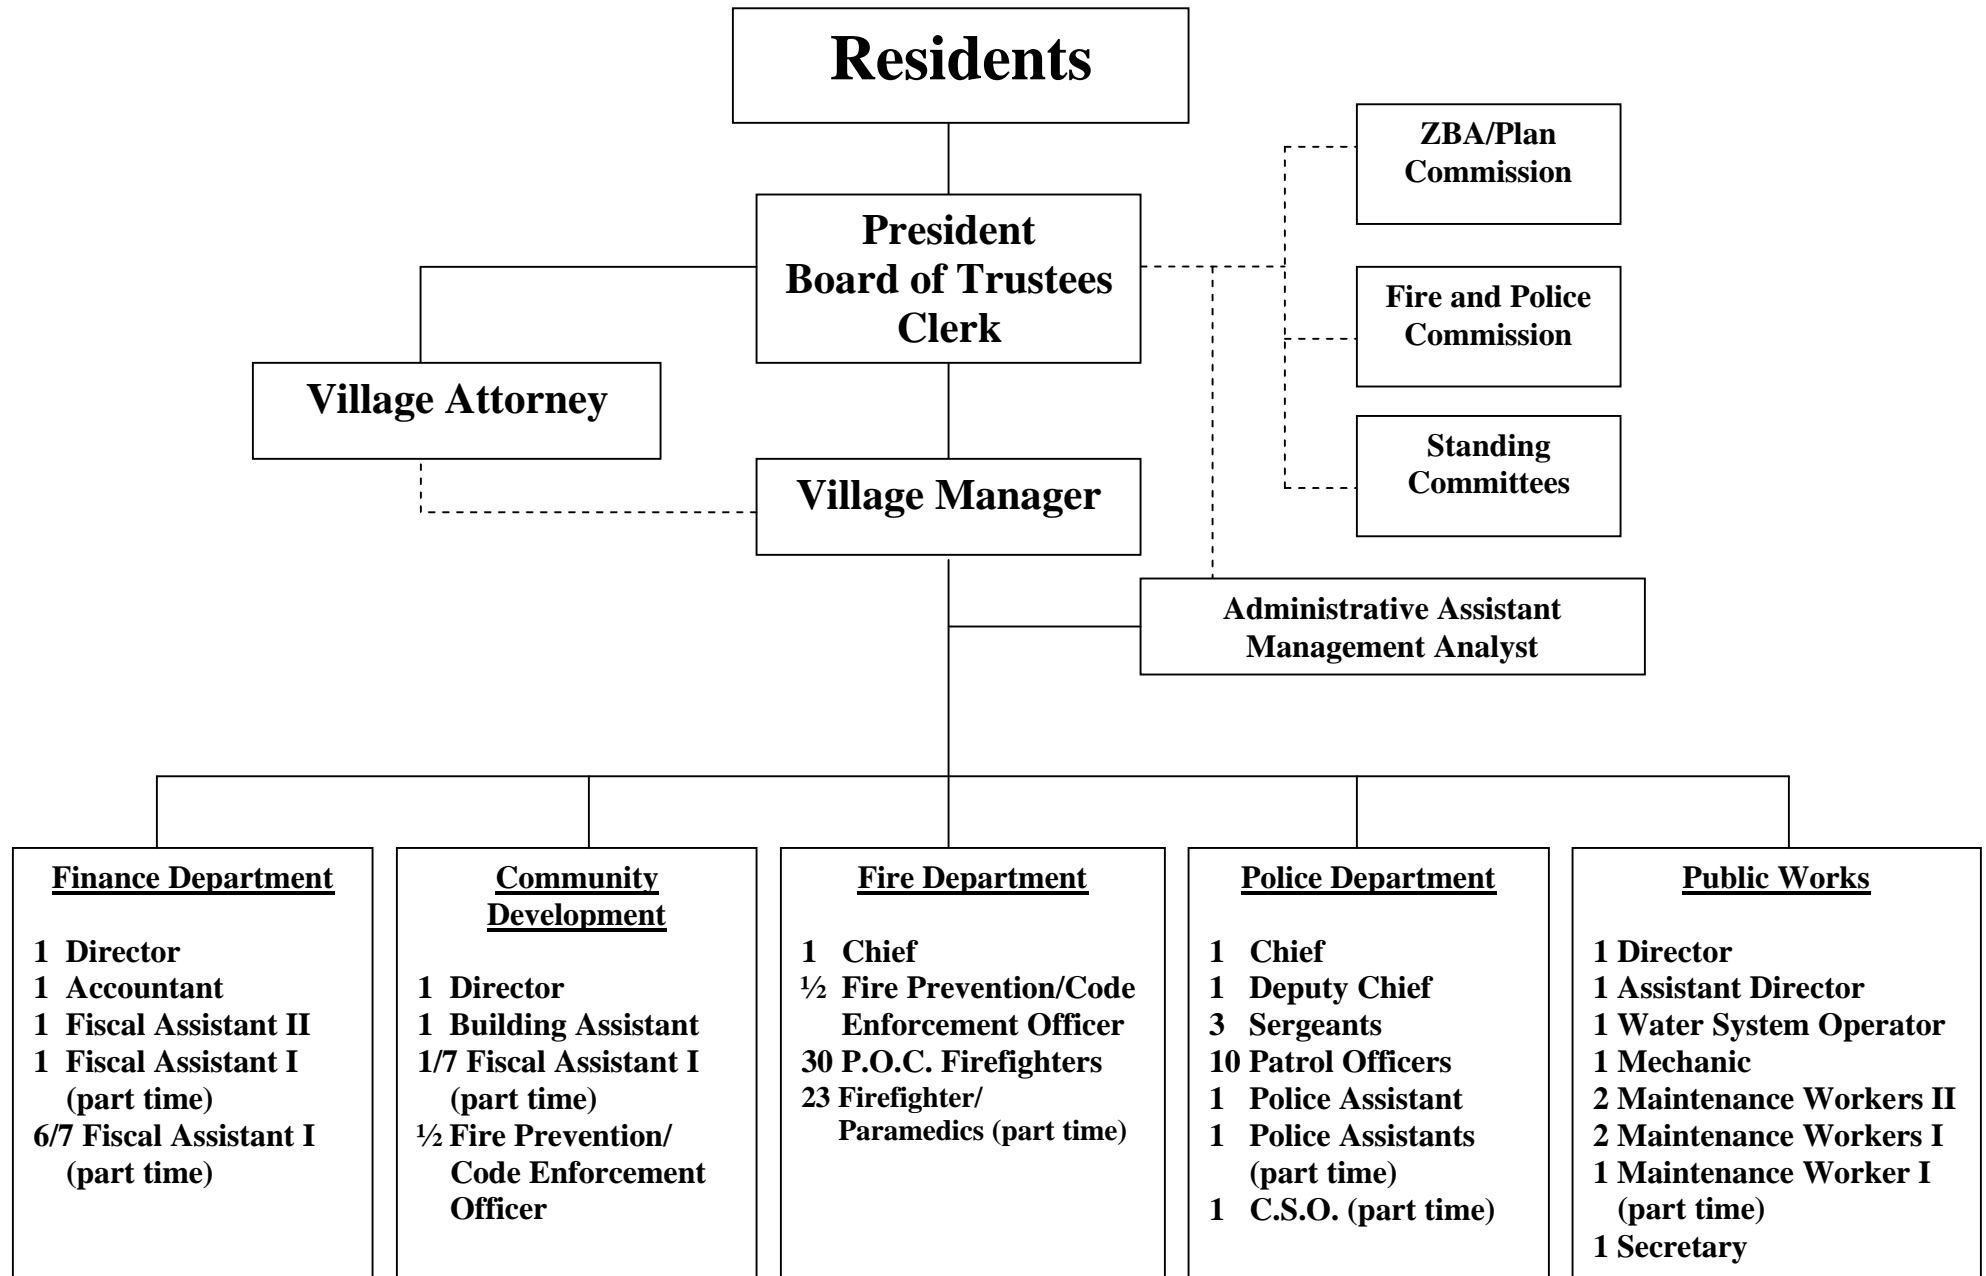 Residents
ZBA/Plan
Commission
President
Board of Trustees
Clerk
Fire and Police
Commission
Village Attorney
Standing
Committees
Village Manager
Administrative Assistant
Management Analyst
Finance Department
1 Director
1 Accountant
1 Fiscal Assistant II
1 Fiscal Assistant I
(part time)
6/7 Fiscal Assistant I
(part time)
Community
Development
1 Director
1 Building Assistant
1/7 Fiscal Assistant I
(part time)
½ Fire Prevention/
Code Enforcement
Officer
Fire Department
1 Chief
½ Fire Prevention/Code
Enforcement Officer
30 P.O.C. Firefighters
23 Firefighter/
Paramedics (part time)
Police Department
1 Chief
1 Deputy Chief
3 Sergeants
10 Patrol Officers
1 Police Assistant
1 Police Assistants
(part time)
1 C.S.O. (part time)
Public Works
1 Director
1 Assistant Director
1 Water System Operator
1 Mechanic
2 Maintenance Workers II
2 Maintenance Workers I
1 Maintenance Worker I
(part time)
1 Secretary